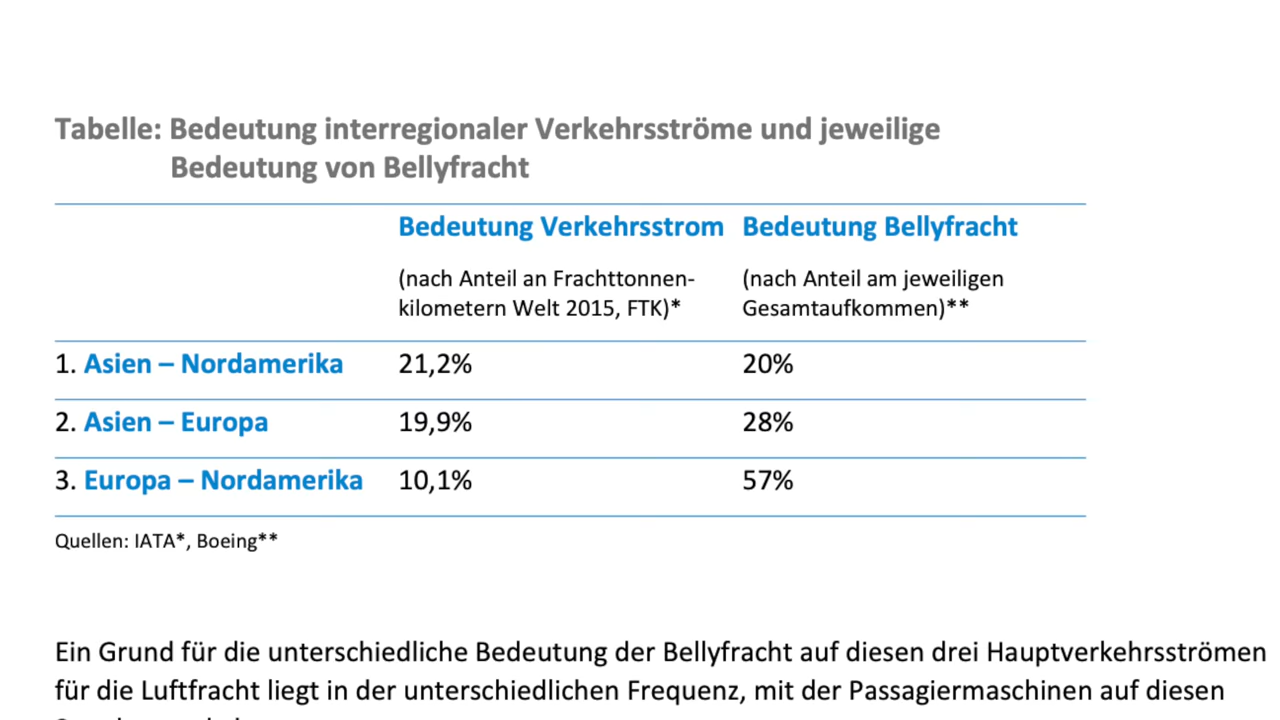 Tabelle: Bedeutung interregionaler Verkehrsströme und jeweilige
Bedeutung von Bellyfracht
Bedeutung Verkehrsstrom Bedeutung Bellyfracht
(nach Anteil an Frachttonnen- (nach Anteil am jeweiligen
kilometern Welt 2015, FTK)* Gesamtaufkommen)**
1. Asien – Nordamerika 21,2% 20%
2. Asien – Europa 19,9% 28%
3. Europa – Nordamerika 10,1% 57%
Quellen: IATA*, Boeing**
Ein Grund für die unterschiedliche Bedeutung der Bellyfracht auf diesen drei Hauptverkehrsströmen
für die Luftfracht liegt in der unterschiedlichen Frequenz, mit der Passagiermaschinen auf diesen